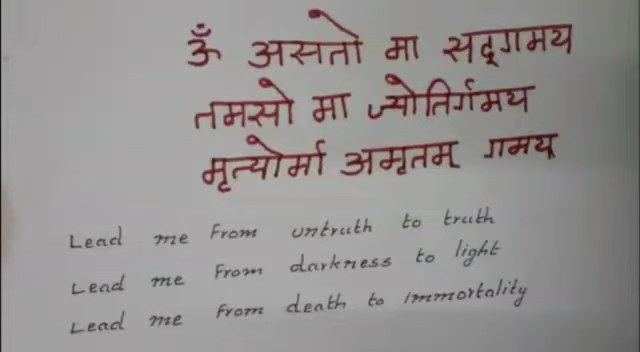 ॐ असतो मा सद्गमय
तमसो मा ज्योतिर्गमय
मृत्योर्मा अमृतम् गमय
Lead me From untruth to truth
Lead me From darkness to light
Lead me From death to immortality